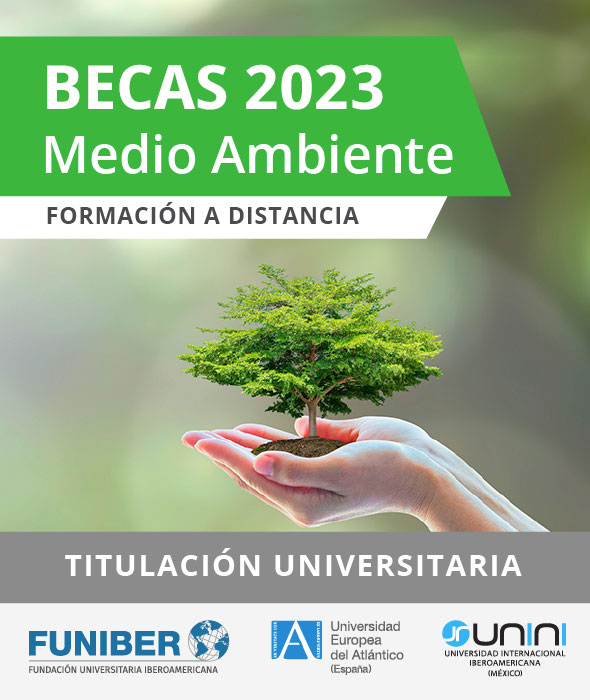 BECAS 2023
Medio Ambiente
FORMACIÓN A DISTANCIA
TITULACIÓN UNIVERSITARIA
FUNIBER
FUNDACIÓN UNIVERSITARIA IBEROAMERICANA
Universidad
Europea
del Atlántico
(España)
UNINI
UNIVERSIDAD INTERNACIONAL
IBEROAMERICANA
(MÉXICO)